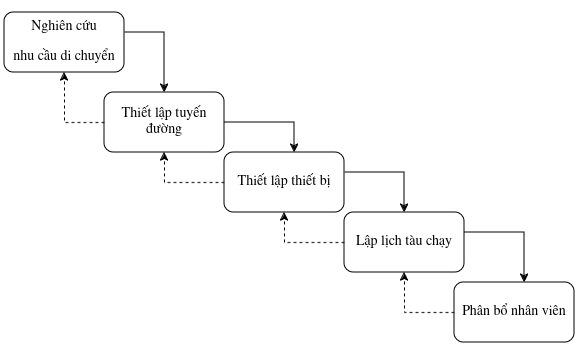 Nghiên cứu
nhu cầu di chuyển
Thiết lập tuyến
đường
Thiết lập thiết bị
Lập lịch tàu chạy
Phân bổ nhân viên